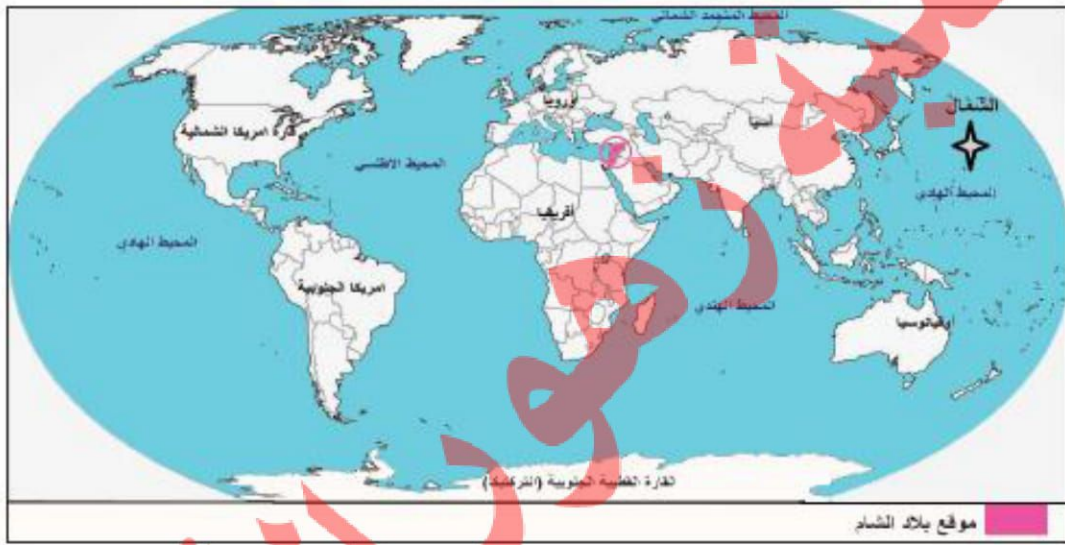 المحيط المتجمد الشمالي
أوروبا
آسيا
الشمال
قارة امريكا الشمالية
المحيط الاطلسي
المحيط الهادي
أفريقيا
المحيط الهادي
امريكا الجنوبية
المحيط الهندي
أوقيانوسيا
القارة القطبية الجنوبية (انتركتيكا)
موقع بلاد الشام